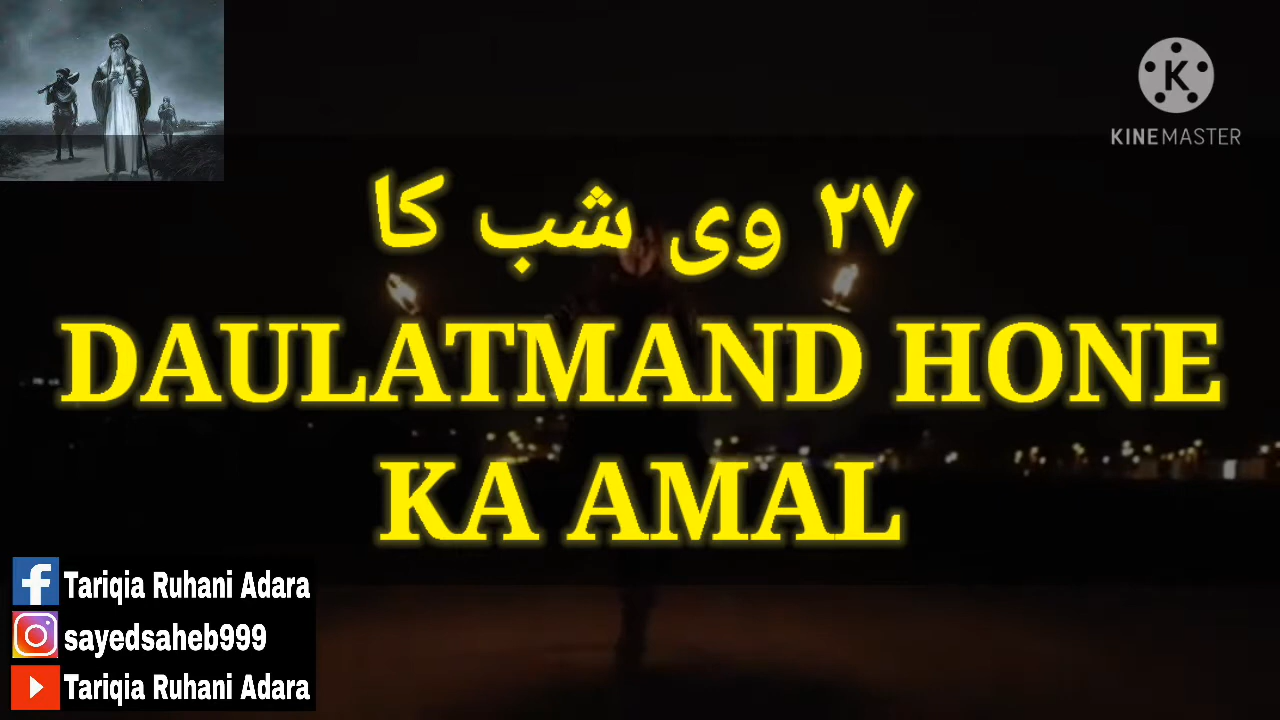 KINEMASTER
۲۷ وی شب کا
DAULATMAND HONE
KA AMAL
Tariqia Ruhani Adara
sayedsaheb999
Tariqia Ruhani Adara